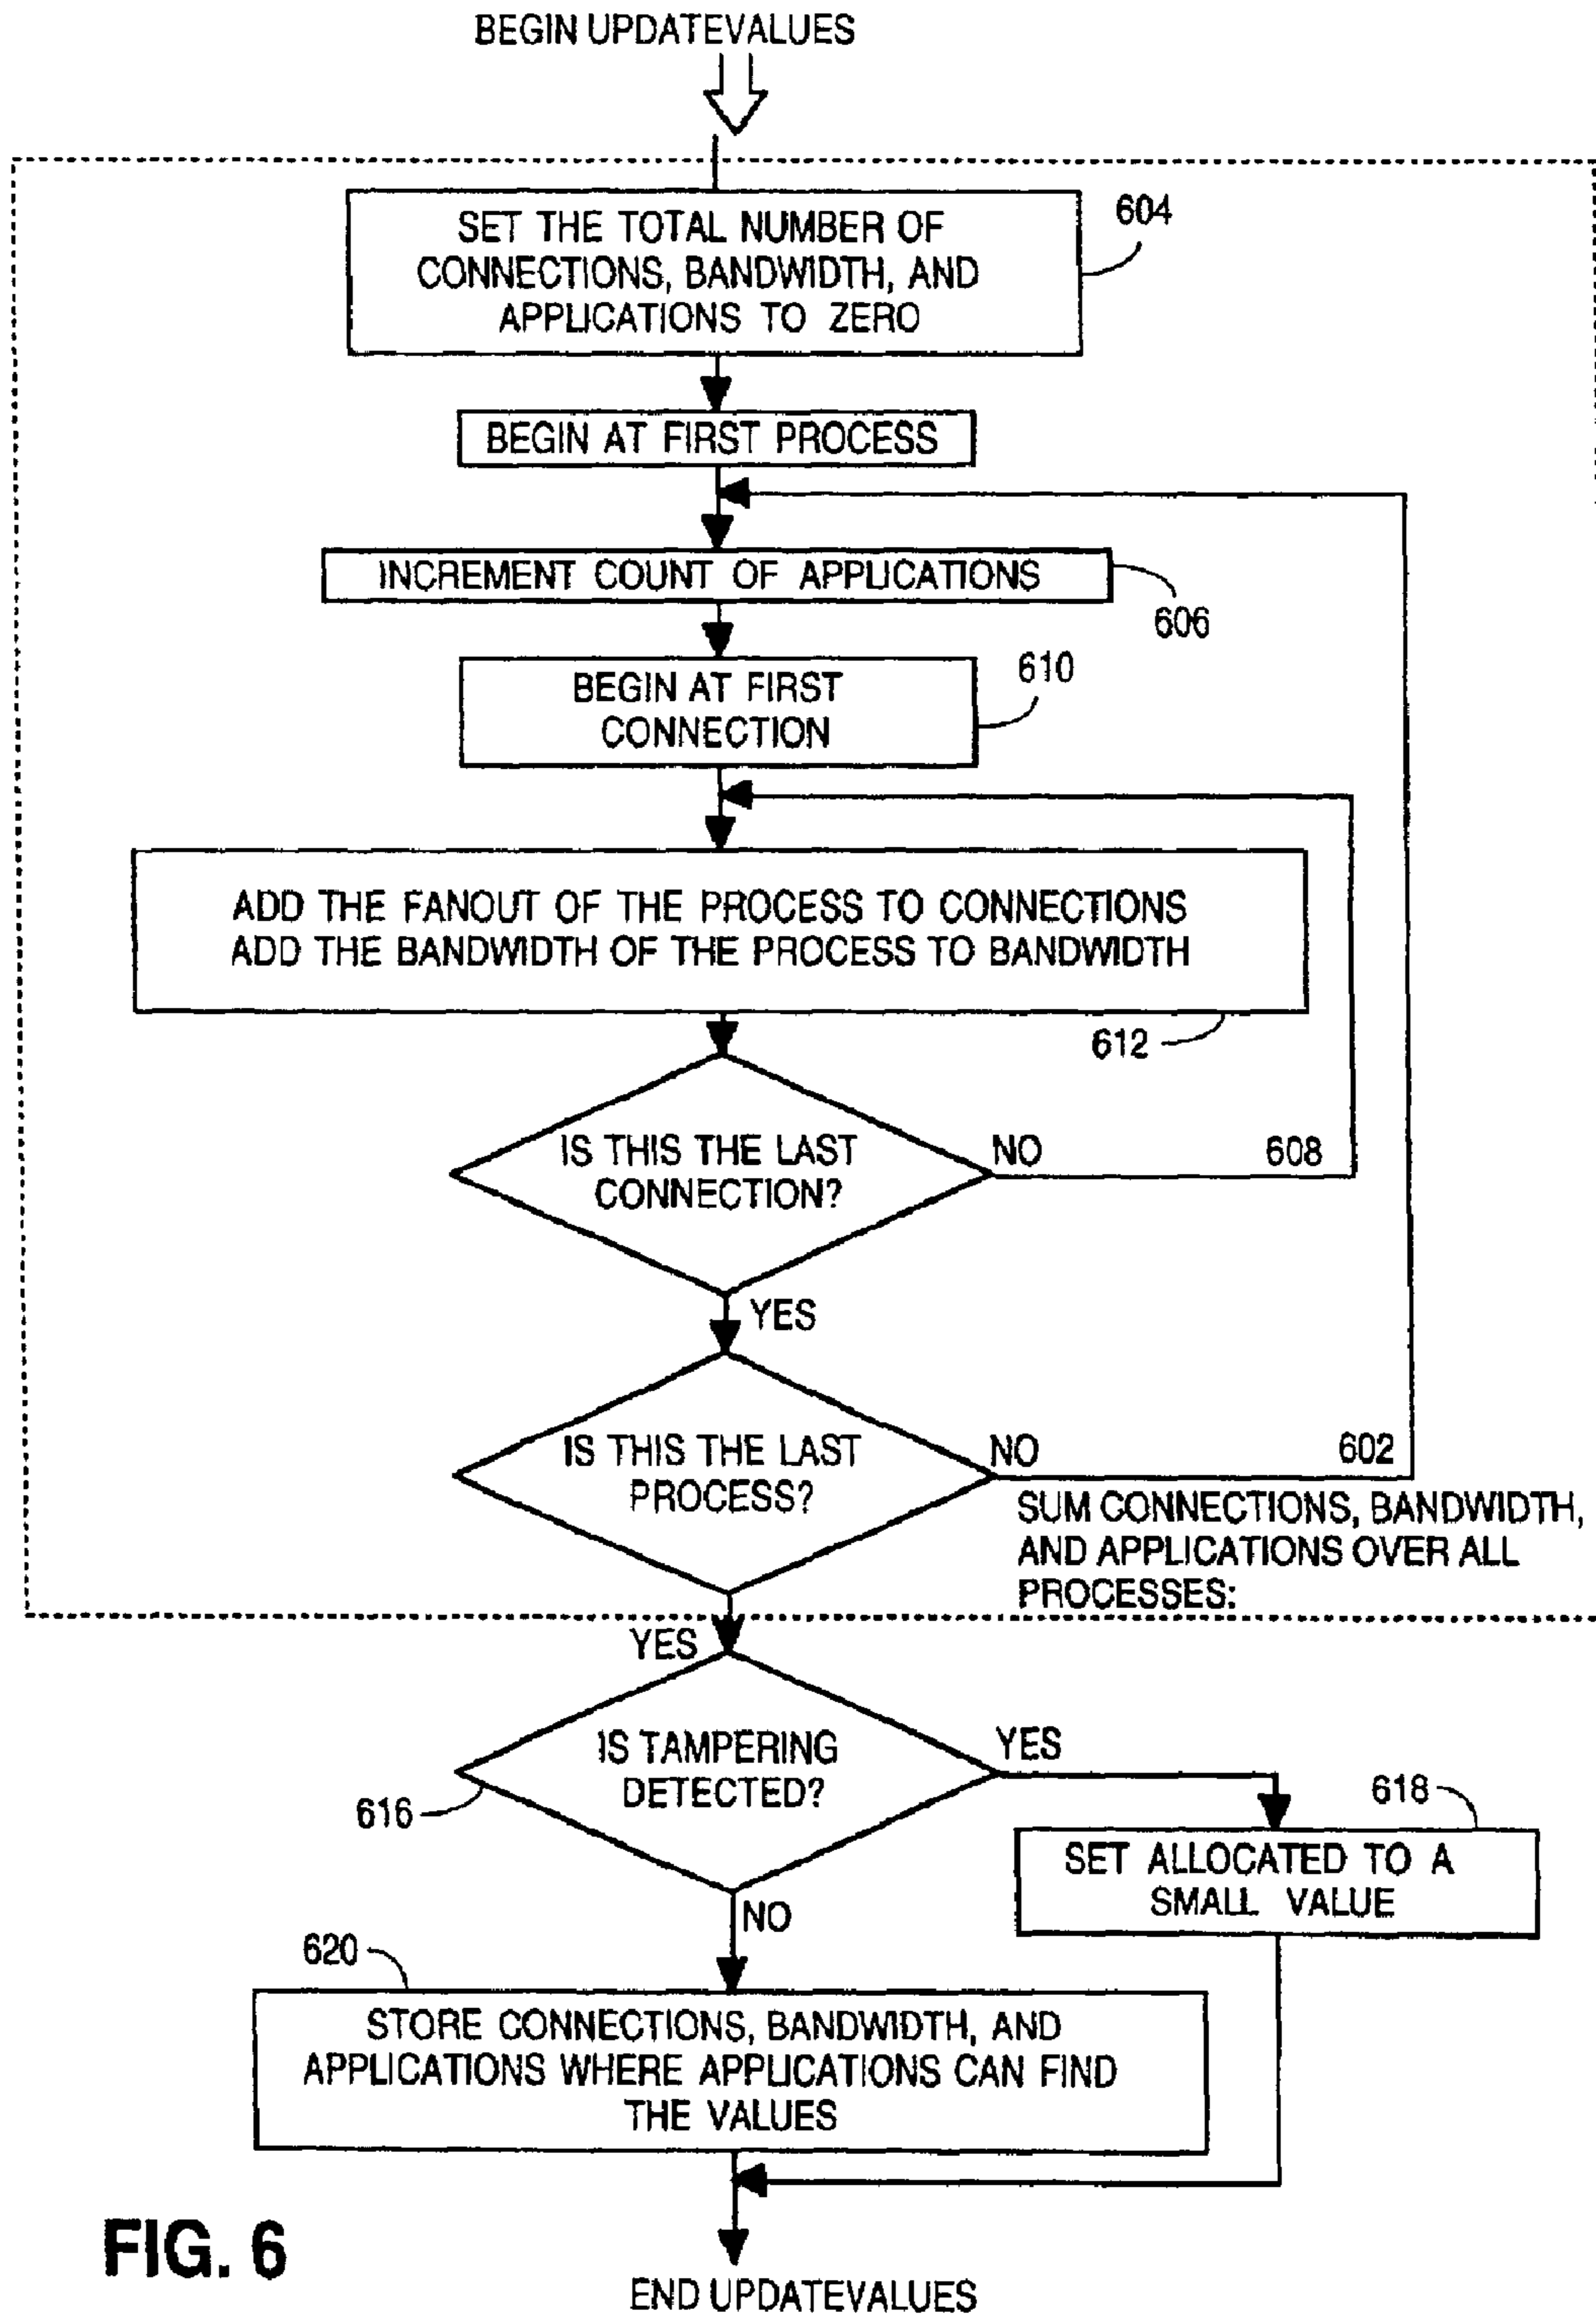 BEGIN UPDATEVALUES
SET THE TOTAL NUMBER OF
CONNECTIONS, BANDWIDTH, AND
APPLICATIONS TO ZERO
604
BEGIN AT FIRST PROCESS
INCREMENT COUNT OF APPLICATIONS
606
BEGIN AT FIRST
CONNECTION
610
ADD THE FANOUT OF THE PROCESS TO CONNECTIONS
ADD THE BANDWIDTH OF THE PROCESS TO BANDWIDTH
612
IS THIS THE LAST
CONNECTION?
NO
608
YES
IS THIS THE LAST
PROCESS?
NO
602
SUM CONNECTIONS, BANDWIDTH,
AND APPLICATIONS OVER ALL
PROCESSES:
YES
IS TAMPERING
DETECTED?
616
YES
618
SET ALLOCATED TO A
SMALL VALUE
NO
620
STORE CONNECTIONS, BANDWIDTH, AND
APPLICATIONS WHERE APPLICATIONS CAN FIND
THE VALUES
FIG. 6
END UPDATEVALUES